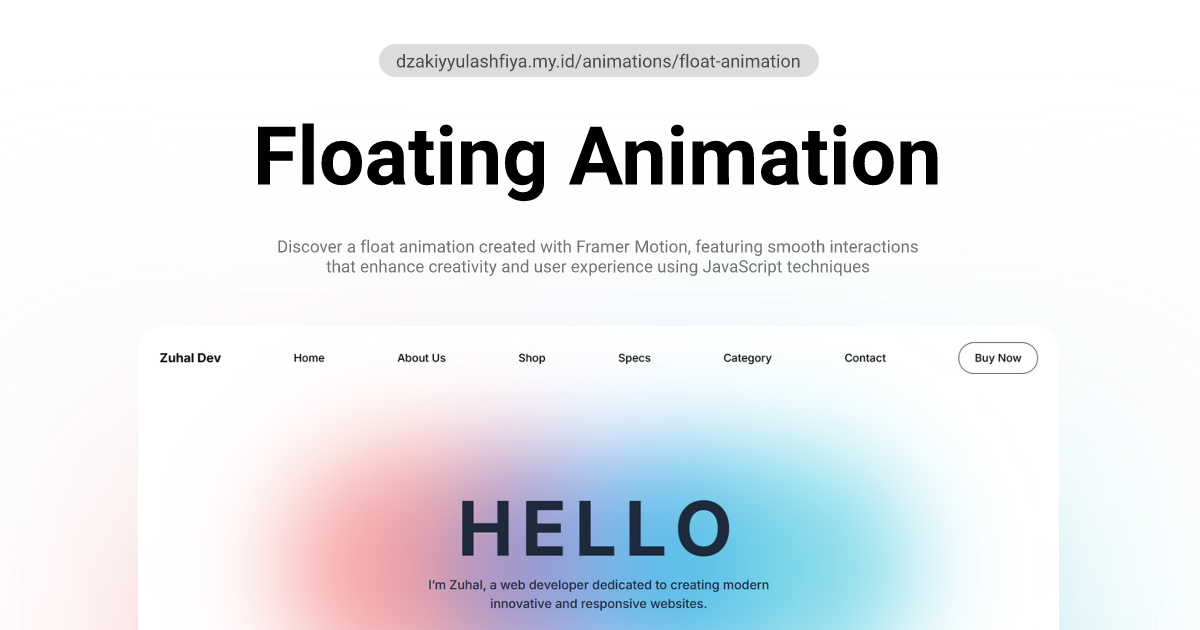 dzakiyyulashfiya.my.id/animations/float-animation
Floating Animation
Discover a float animation created with Framer Motion, featuring smooth interactions
that enhance creativity and user experience using JavaScript techniques
Zuhal Dev Home About Us Shop Specs Category Contact Buy Now
HELLO
I'm Zuhal, a web developer dedicated to creating modern
innovative and responsive websites.